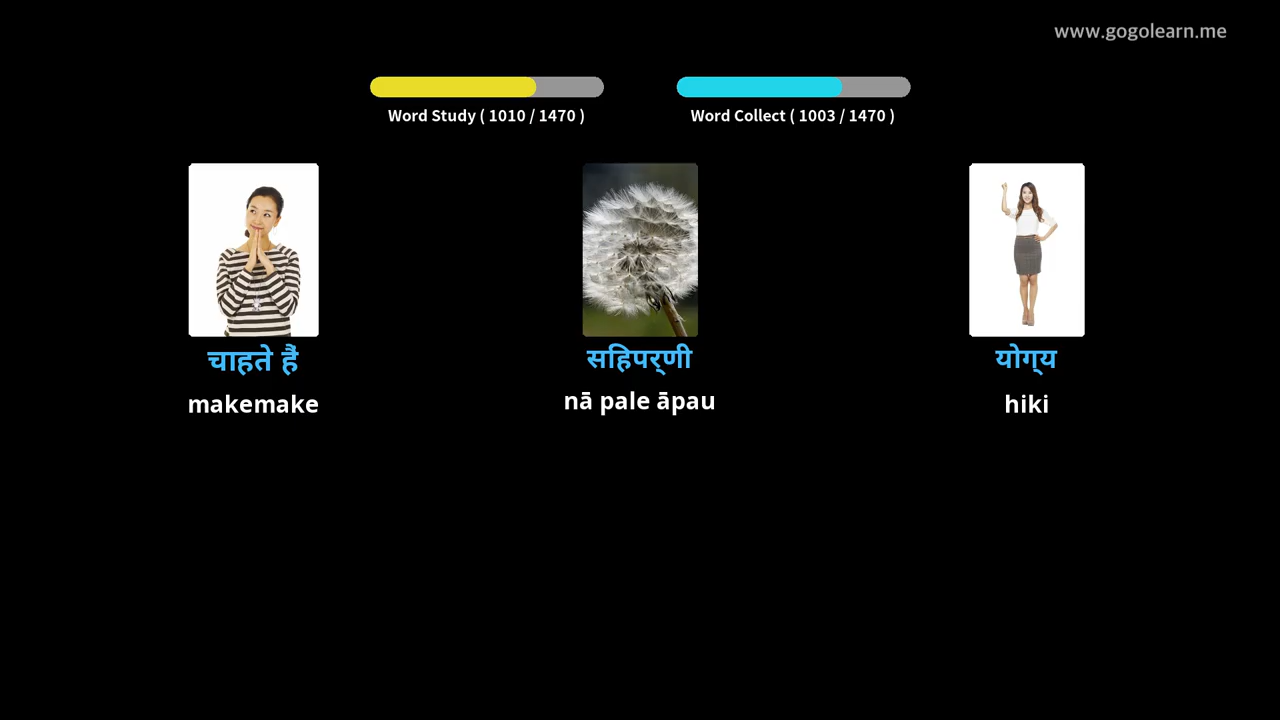 www.gogolearn.me
Word Study ( 1010 / 1470 )
Word Collect ( 1003 / 1470 )
चाहते हैं
makemake
सहिपर्णी
nā pale āpau
योग्य
hiki